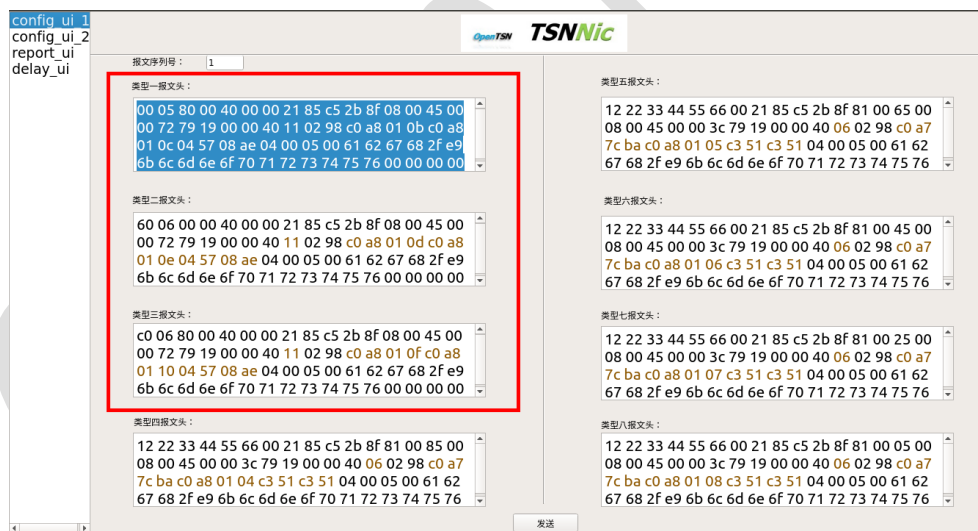 config_ui_1
config_ui_2
report_ui
delay_ui
OpenTSN TSNNic
报文序列号： 1
类型一报文头：
00 05 80 00 40 00 00 21 85 c5 2b 8f 08 00 45 00
00 72 79 19 00 00 40 11 02 98 c0 a8 01 0b c0 a8
01 0c 04 57 08 ae 04 00 05 00 61 62 67 68 2f e9
6b 6c 6d 6e 6f 70 71 72 73 74 75 76 00 00 00 00
类型二报文头：
60 06 00 00 40 00 00 21 85 c5 2b 8f 08 00 45 00
00 72 79 19 00 00 40 11 02 98 c0 a8 01 0d c0 a8
01 0e 04 57 08 ae 04 00 05 00 61 62 67 68 2f e9
6b 6c 6d 6e 6f 70 71 72 73 74 75 76 00 00 00 00
类型三报文头：
c0 06 80 00 40 00 00 21 85 c5 2b 8f 08 00 45 00
00 72 79 19 00 00 40 11 02 98 c0 a8 01 0f c0 a8
01 10 04 57 08 ae 04 00 05 00 61 62 67 68 2f e9
6b 6c 6d 6e 6f 70 71 72 73 74 75 76 00 00 00 00
类型四报文头：
12 22 33 44 55 66 00 21 85 c5 2b 8f 81 00 85 00
08 00 45 00 00 3c 79 19 00 00 40 06 02 98 c0 a7
7c ba c0 a8 01 04 c3 51 c3 51 04 00 05 00 61 62
67 68 2f e9 6b 6c 6d 6e 6f 70 71 72 73 74 75 76
类型五报文头：
12 22 33 44 55 66 00 21 85 c5 2b 8f 81 00 65 00
08 00 45 00 00 3c 79 19 00 00 40 06 02 98 c0 a7
7c ba c0 a8 01 05 c3 51 c3 51 04 00 05 00 61 62
67 68 2f e9 6b 6c 6d 6e 6f 70 71 72 73 74 75 76
类型六报文头：
12 22 33 44 55 66 00 21 85 c5 2b 8f 81 00 45 00
08 00 45 00 00 3c 79 19 00 00 40 06 02 98 c0 a7
7c ba c0 a8 01 06 c3 51 c3 51 04 00 05 00 61 62
67 68 2f e9 6b 6c 6d 6e 6f 70 71 72 73 74 75 76
类型七报文头：
12 22 33 44 55 66 00 21 85 c5 2b 8f 81 00 25 00
08 00 45 00 00 3c 79 19 00 00 40 06 02 98 c0 a7
7c ba c0 a8 01 07 c3 51 c3 51 04 00 05 00 61 62
67 68 2f e9 6b 6c 6d 6e 6f 70 71 72 73 74 75 76
类型八报文头：
12 22 33 44 55 66 00 21 85 c5 2b 8f 81 00 05 00
08 00 45 00 00 3c 79 19 00 00 40 06 02 98 c0 a7
7c ba c0 a8 01 08 c3 51 c3 51 04 00 05 00 61 62
67 68 2f e9 6b 6c 6d 6e 6f 70 71 72 73 74 75 76
发送